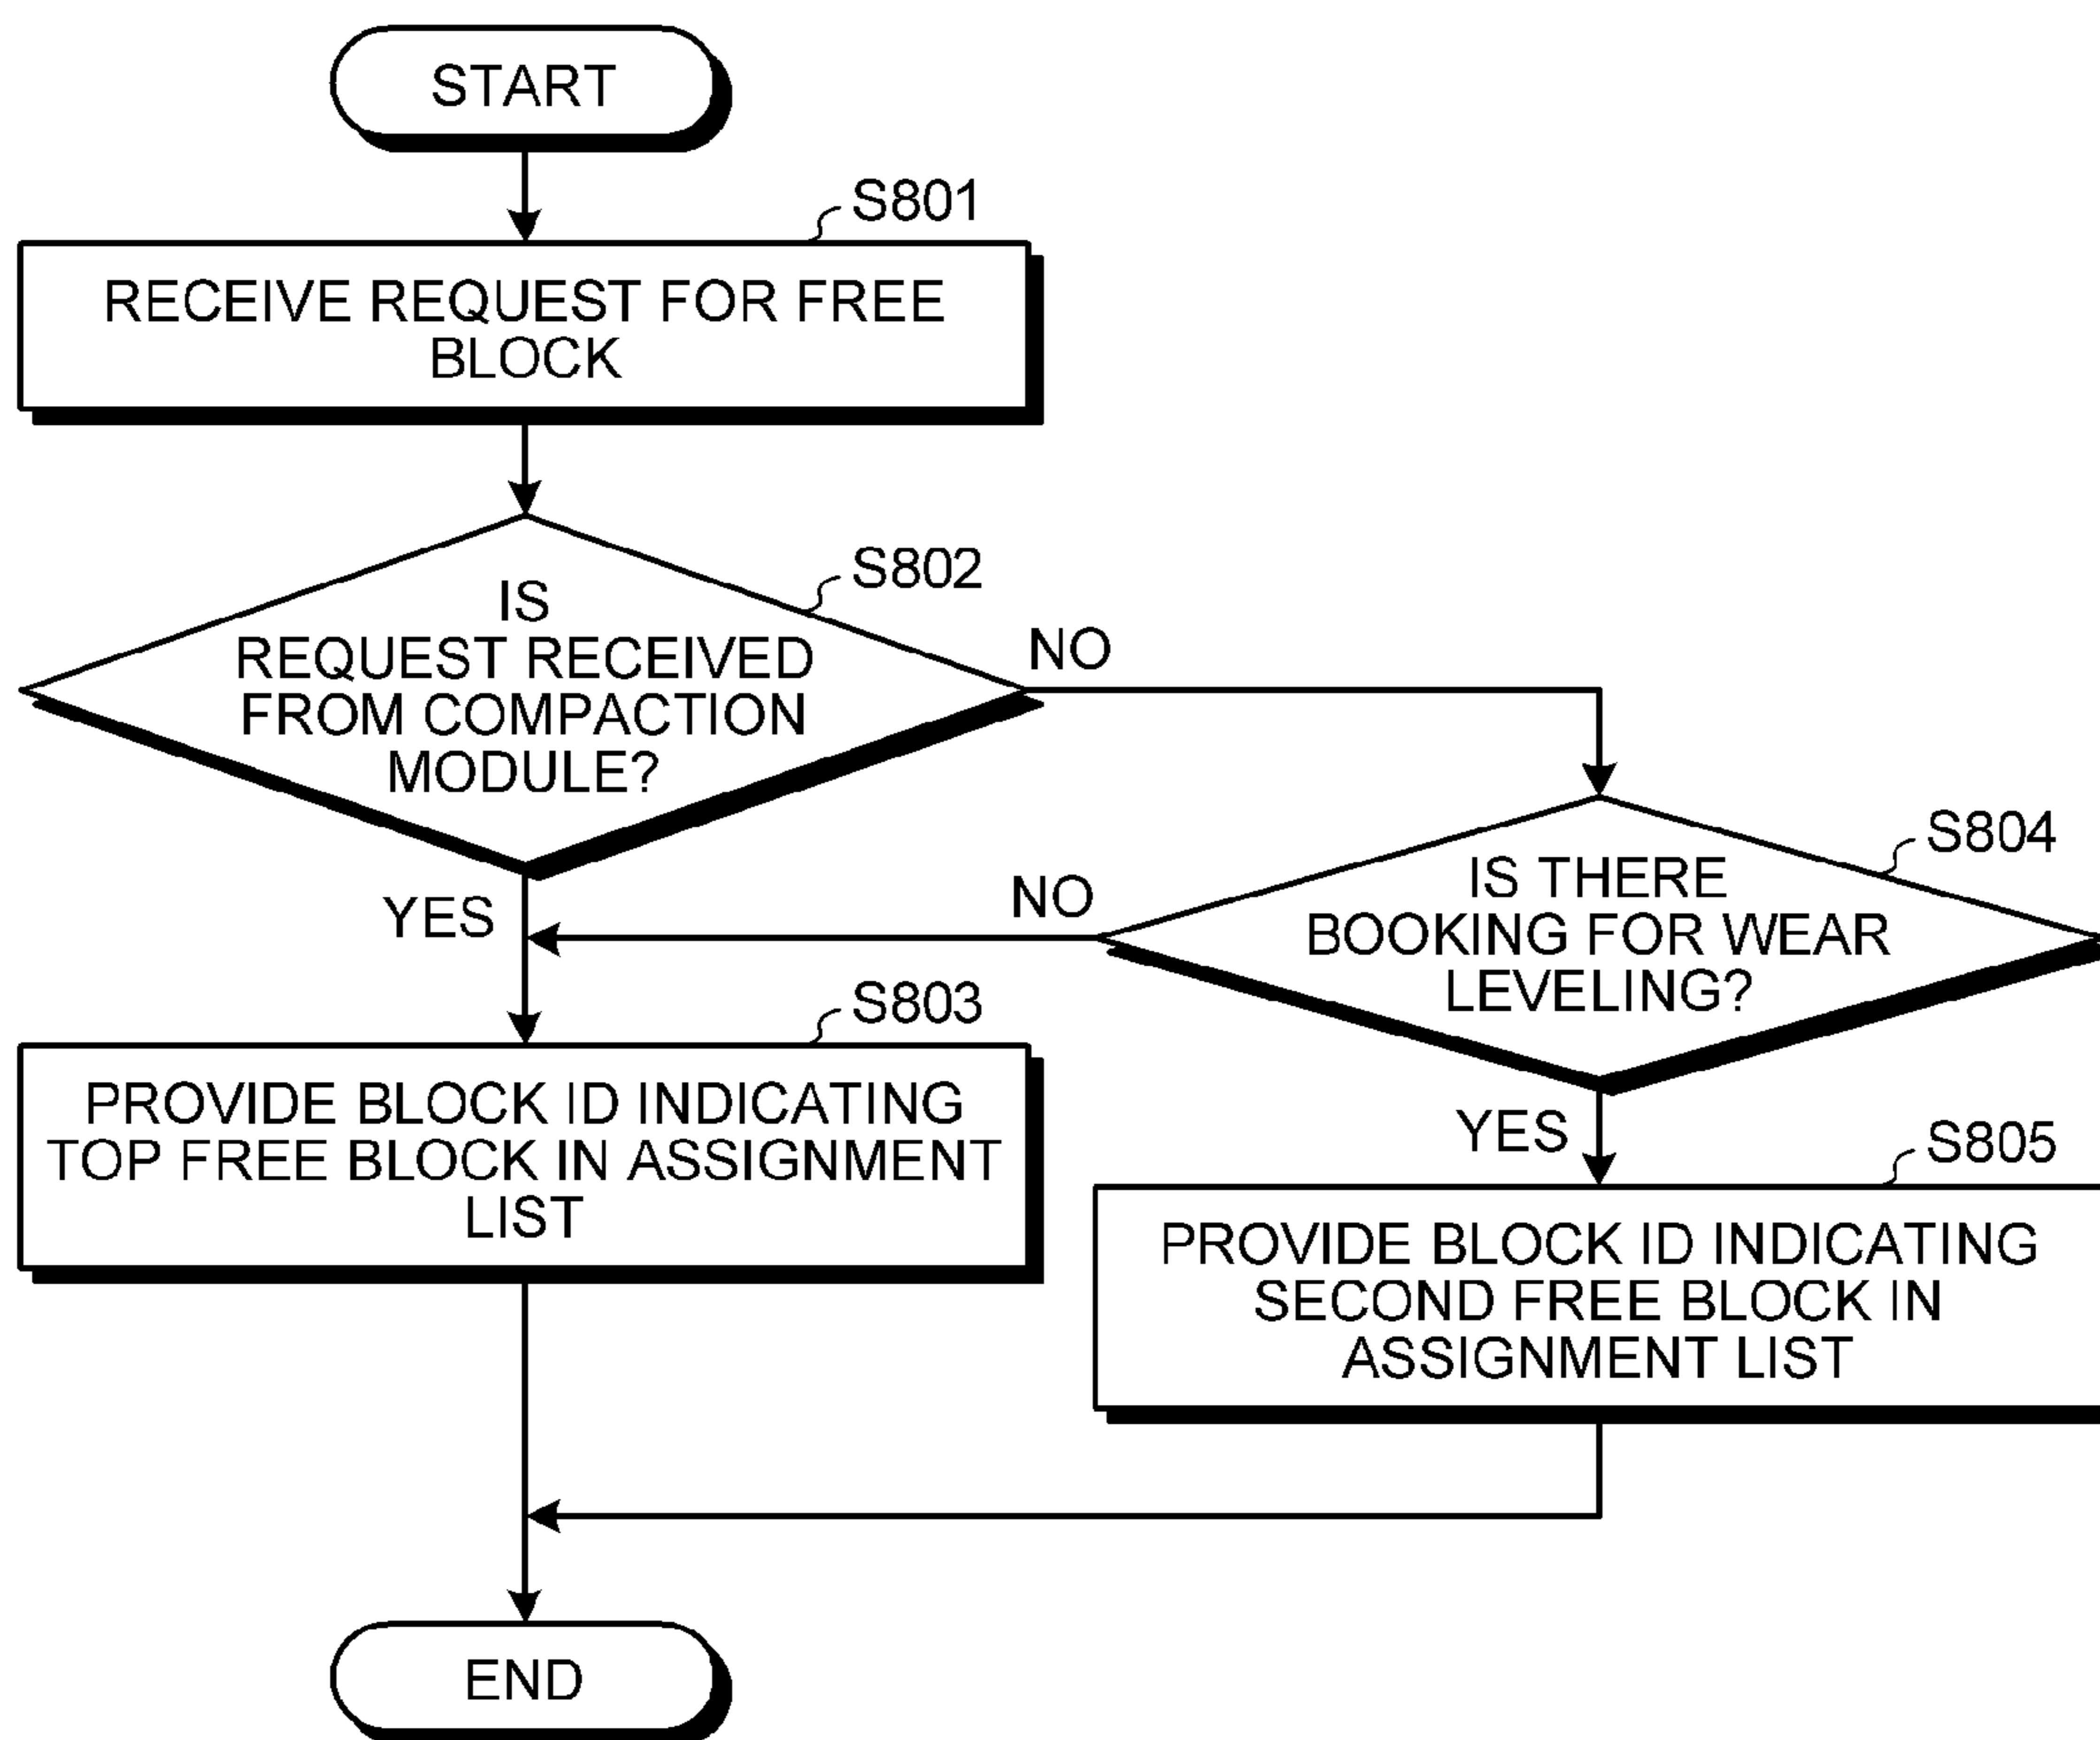 START
S801
RECEIVE REQUEST FOR FREE
BLOCK
S802
IS
REQUEST RECEIVED
FROM COMPACTION
MODULE?
NO
YES
S804
IS THERE
BOOKING FOR WEAR
LEVELING?
NO
YES
S803
PROVIDE BLOCK ID INDICATING
TOP FREE BLOCK IN ASSIGNMENT
LIST
S805
PROVIDE BLOCK ID INDICATING
SECOND FREE BLOCK IN
ASSIGNMENT LIST
END